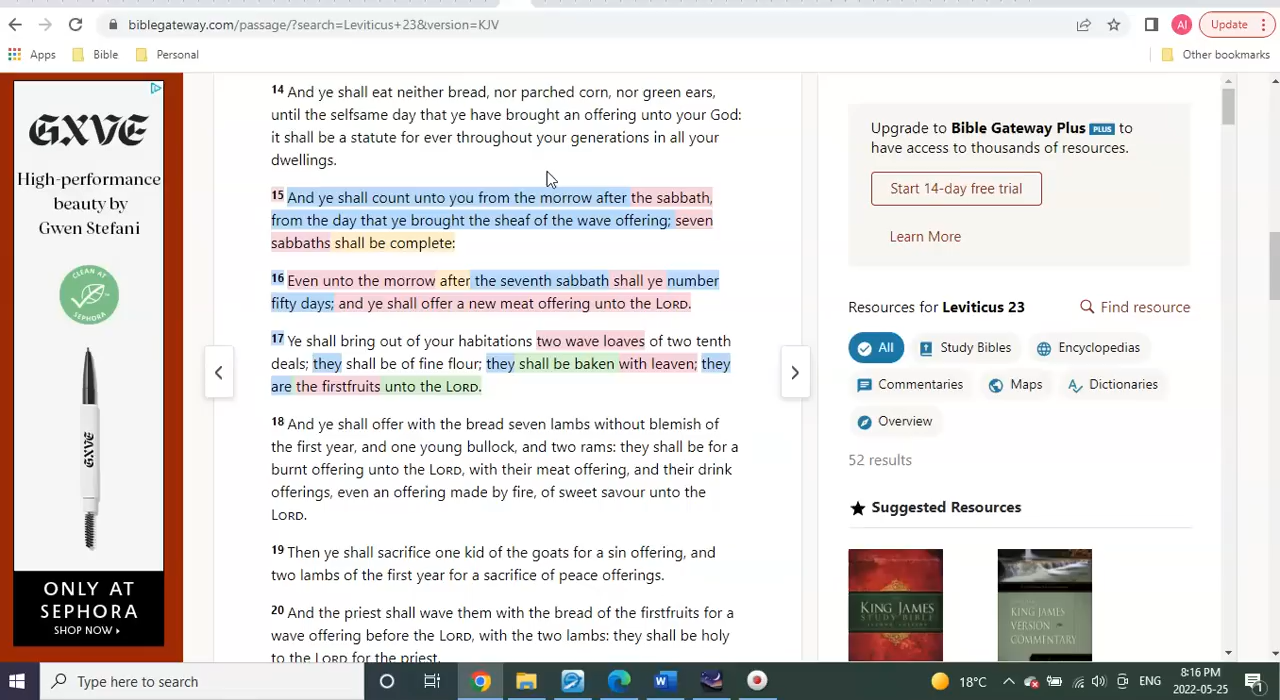 biblegateway.com/passage/?search=Leviticus+23&version=KJV
AI
Update
Apps
Bible
Personal
Other bookmarks
GXVE
High-performance
beauty by
Gwen Stefani
CLEAN AT
SEPHORA
GXVE
ONLY AT
SEPHORA
SHOP NOW
14 And ye shall eat neither bread, nor parched corn, nor green ears,
until the selfsame day that ye have brought an offering unto your God:
it shall be a statute for ever throughout your generations in all your
dwellings.
15 And ye shall count unto you from the morrow after the sabbath,
from the day that ye brought the sheaf of the wave offering; seven
sabbaths shall be complete:
16 Even unto the morrow after the seventh sabbath shall ye number
fifty days; and ye shall offer a new meat offering unto the LORD.
17 Ye shall bring out of your habitations two wave loaves of two tenth
deals; they shall be of fine flour; they shall be baken with leaven; they
are the firstfruits unto the LORD.
18 And ye shall offer with the bread seven lambs without blemish of
the first year, and one young bullock, and two rams: they shall be for a
burnt offering unto the LORD, with their meat offering, and their drink
offerings, even an offering made by fire, of sweet savour unto the
LORD.
19 Then ye shall sacrifice one kid of the goats for a sin offering, and
two lambs of the first year for a sacrifice of peace offerings.
20 And the priest shall wave them with the bread of the firstfruits for a
wave offering before the LORD, with the two lambs: they shall be holy
to the LORD for the priest.
Upgrade to Bible Gateway Plus PLUS to
have access to thousands of resources.
Start 14-day free trial
Learn More
Resources for Leviticus 23
Find resource
All
Study Bibles
Encyclopedias
Commentaries
Maps
Dictionaries
Overview
52 results
Suggested Resources
KING JAMES
STUDY BIBLE
KING JAMES
VERSION
COMMENTARY
Type here to search
18°C
ENG
8:16 PM
2022-05-25
1